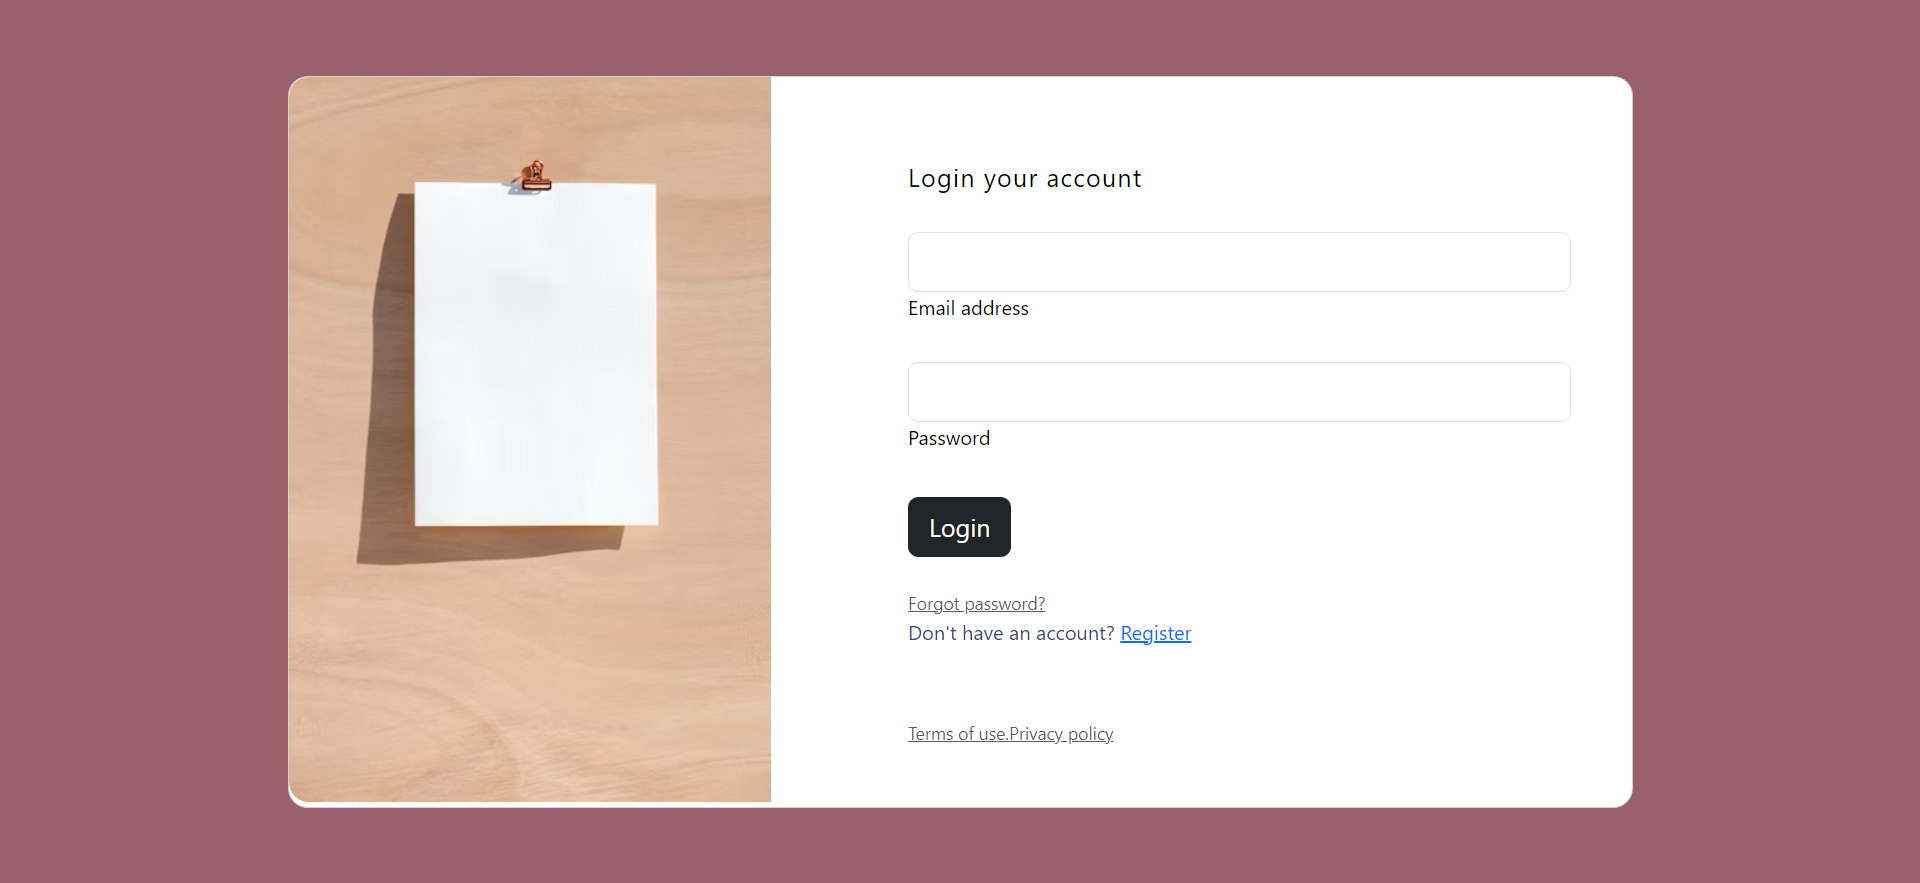 Login your account
Email address
Password
Login
Forgot password?
Don't have an account? Register
Terms of use.Privacy policy